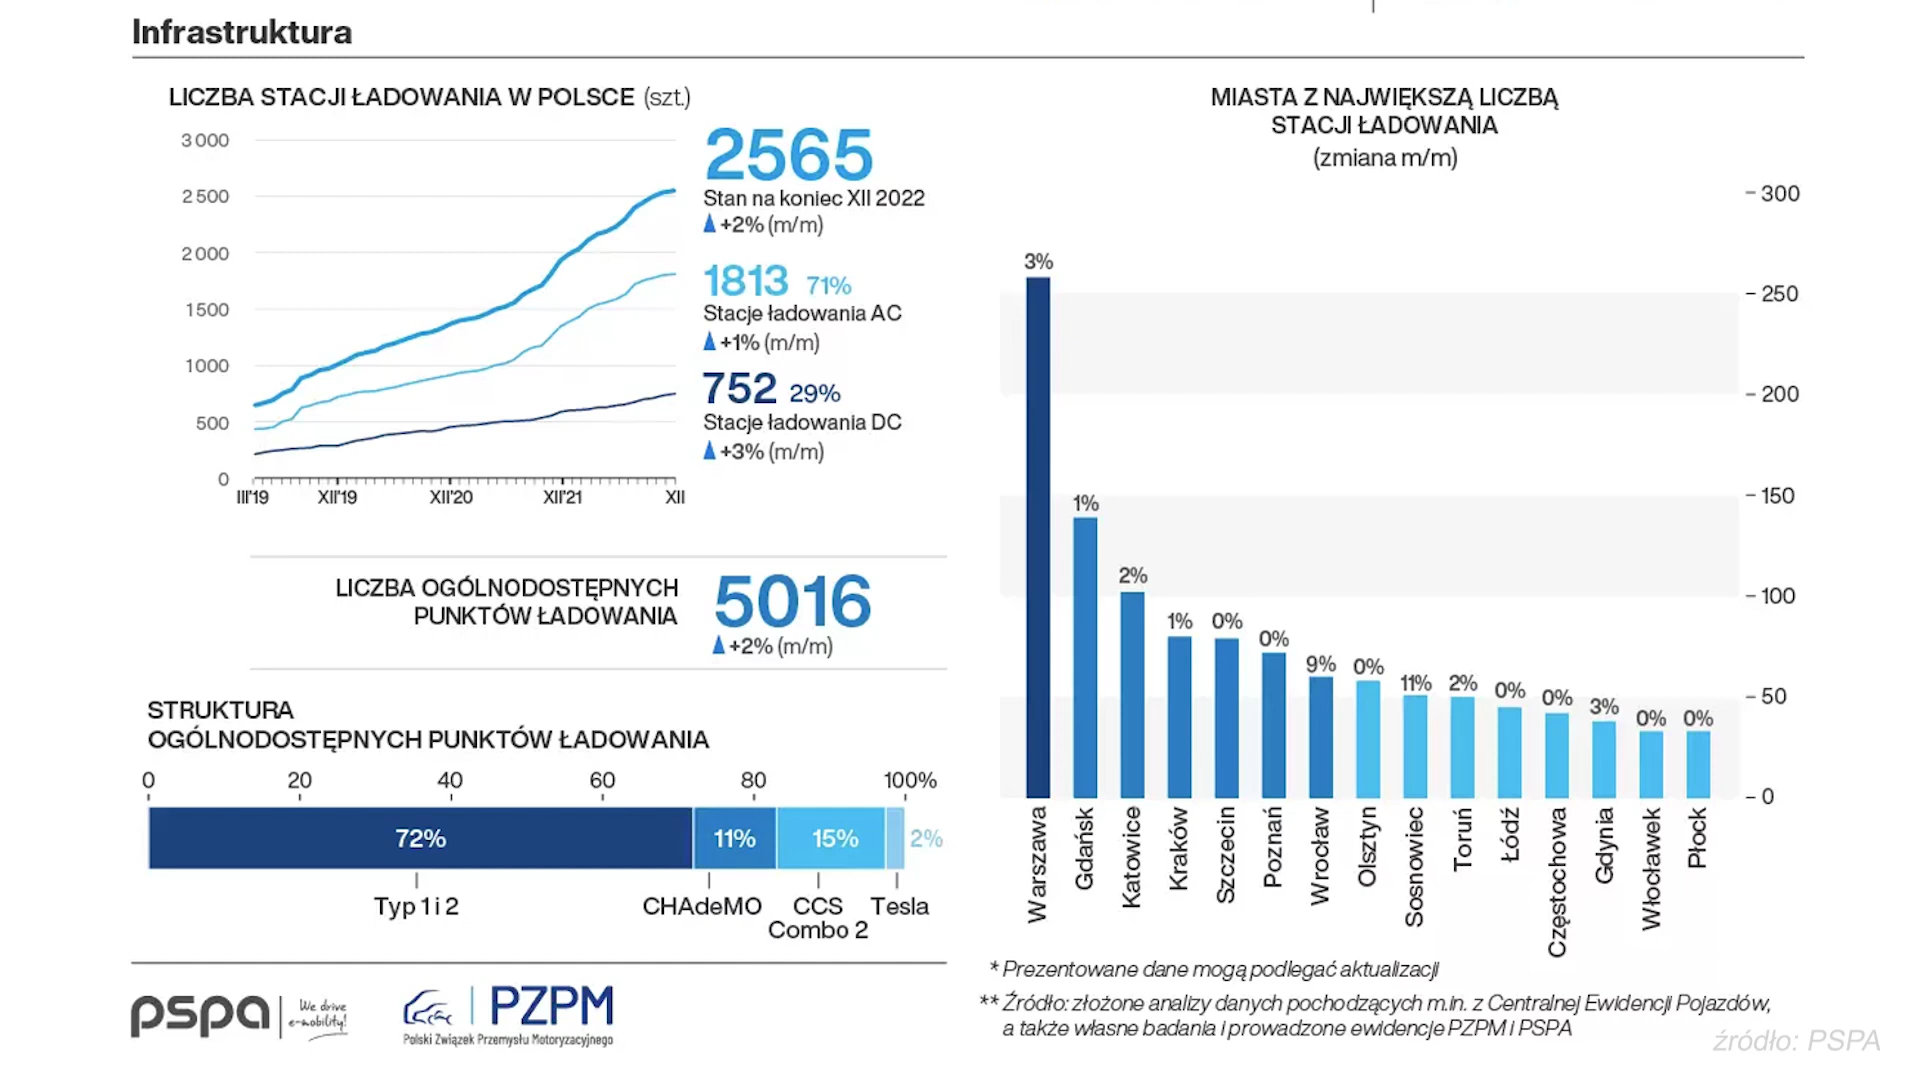 Infrastruktura
LICZBA STACJI ŁADOWANIA W POLSCE (szt.)
3 000
2 500
2 000
1500
1000
500
0
III'19 XII'19 XII'20 XII'21 XII
2565
Stan na koniec XII 2022
+2% (m/m)
1813 71%
Stacje ładowania AC
+1% (m/m)
752 29%
Stacje ładowania DC
+3% (m/m)
LICZBA OGÓLNODOSTĘPNYCH
PUNKTÓW ŁADOWANIA
5016
+2% (m/m)
STRUKTURA
OGÓLNODOSTĘPNYCH PUNKTÓW ŁADOWANIA
0 20 40 60 80 100%
72% 11% 15% 2%
Typ 1 i 2 CHAdeMO CCS Tesla
Combo 2
pspa We drive
e-mobility!
PZPM
Polski Związek Przemysłu Motoryzacyjnego
MIASTA Z NAJWIĘKSZĄ LICZBĄ
STACJI ŁADOWANIA
(zmiana m/m)
300
250
200
150
100
50
0
3% 1% 2% 1% 0% 0% 9% 0% 11% 2% 0% 0% 3% 0% 0%
Warszawa
Gdańsk
Katowice
Kraków
Szczecin
Poznań
Wrocław
Olsztyn
Sosnowiec
Toruń
Łódź
Częstochowa
Gdynia
Włocławek
Płock
* Prezentowane dane mogą podlegać aktualizacji
** Źródło: złożone analizy danych pochodzących m.in. z Centralnej Ewidencji Pojazdów,
a także własne badania i prowadzone ewidencje PZPM i PSPA
źródło: PSPA